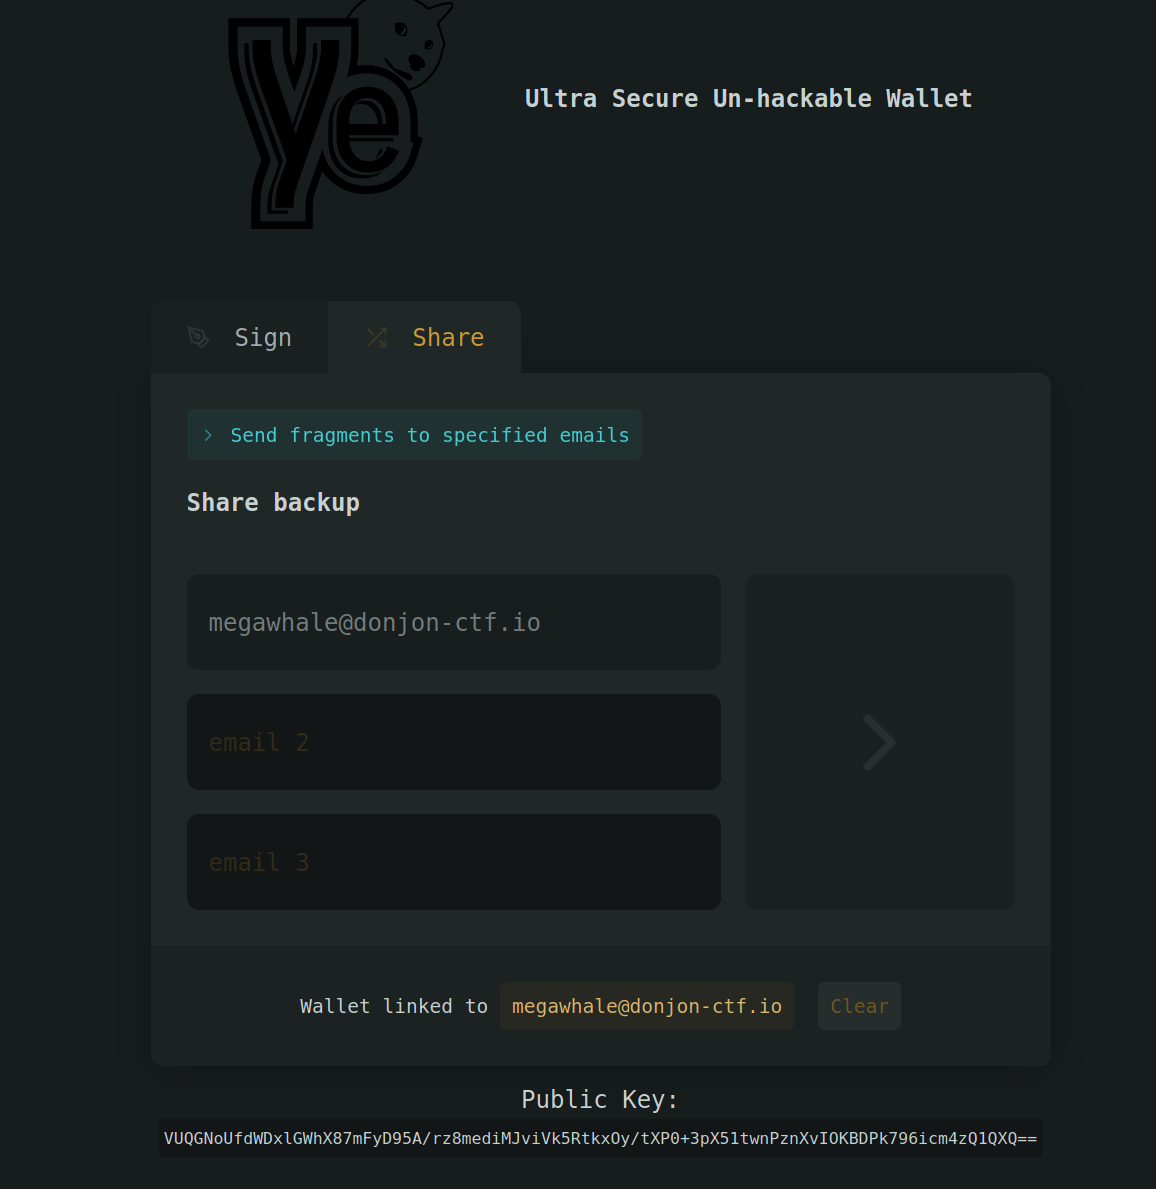 Ye
Ultra Secure Un-hackable Wallet
Sign
Share
Send fragments to specified emails
Share backup
megawhale@donjon-ctf.io
email 2
email 3
Wallet linked to megawhale@donjon-ctf.io Clear
Public Key:
VUQGNoUfdWDxlGWhX87mFyD95A/rz8mediMJviVk5RtkxOy/tXP0+3pX51twnPznXvIOKBDPk796icm4zQ1QXQ==